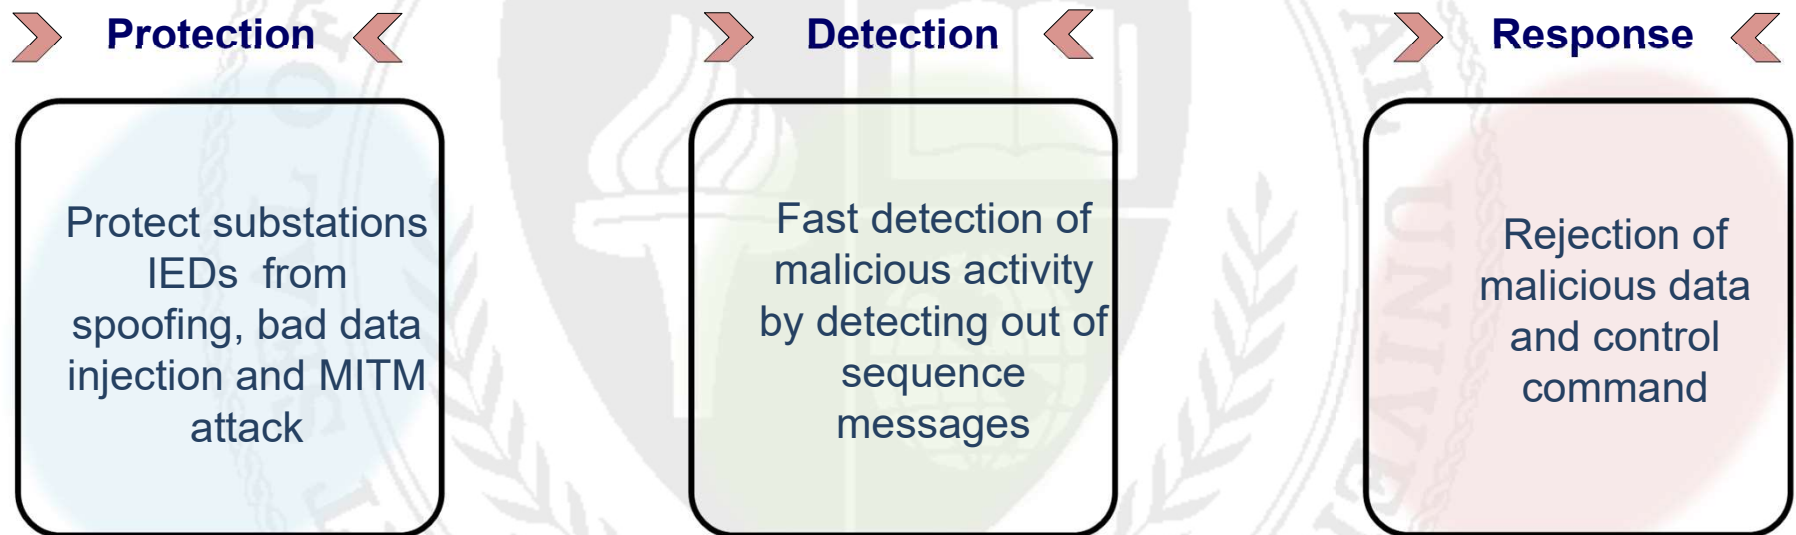 Protection
Detection
Response
Protect substations
IEDs from
spoofing, bad data
injection and MITM
attack
Fast detection of
malicious activity
by detecting out of
sequence
messages
Rejection of
malicious data
and control
command